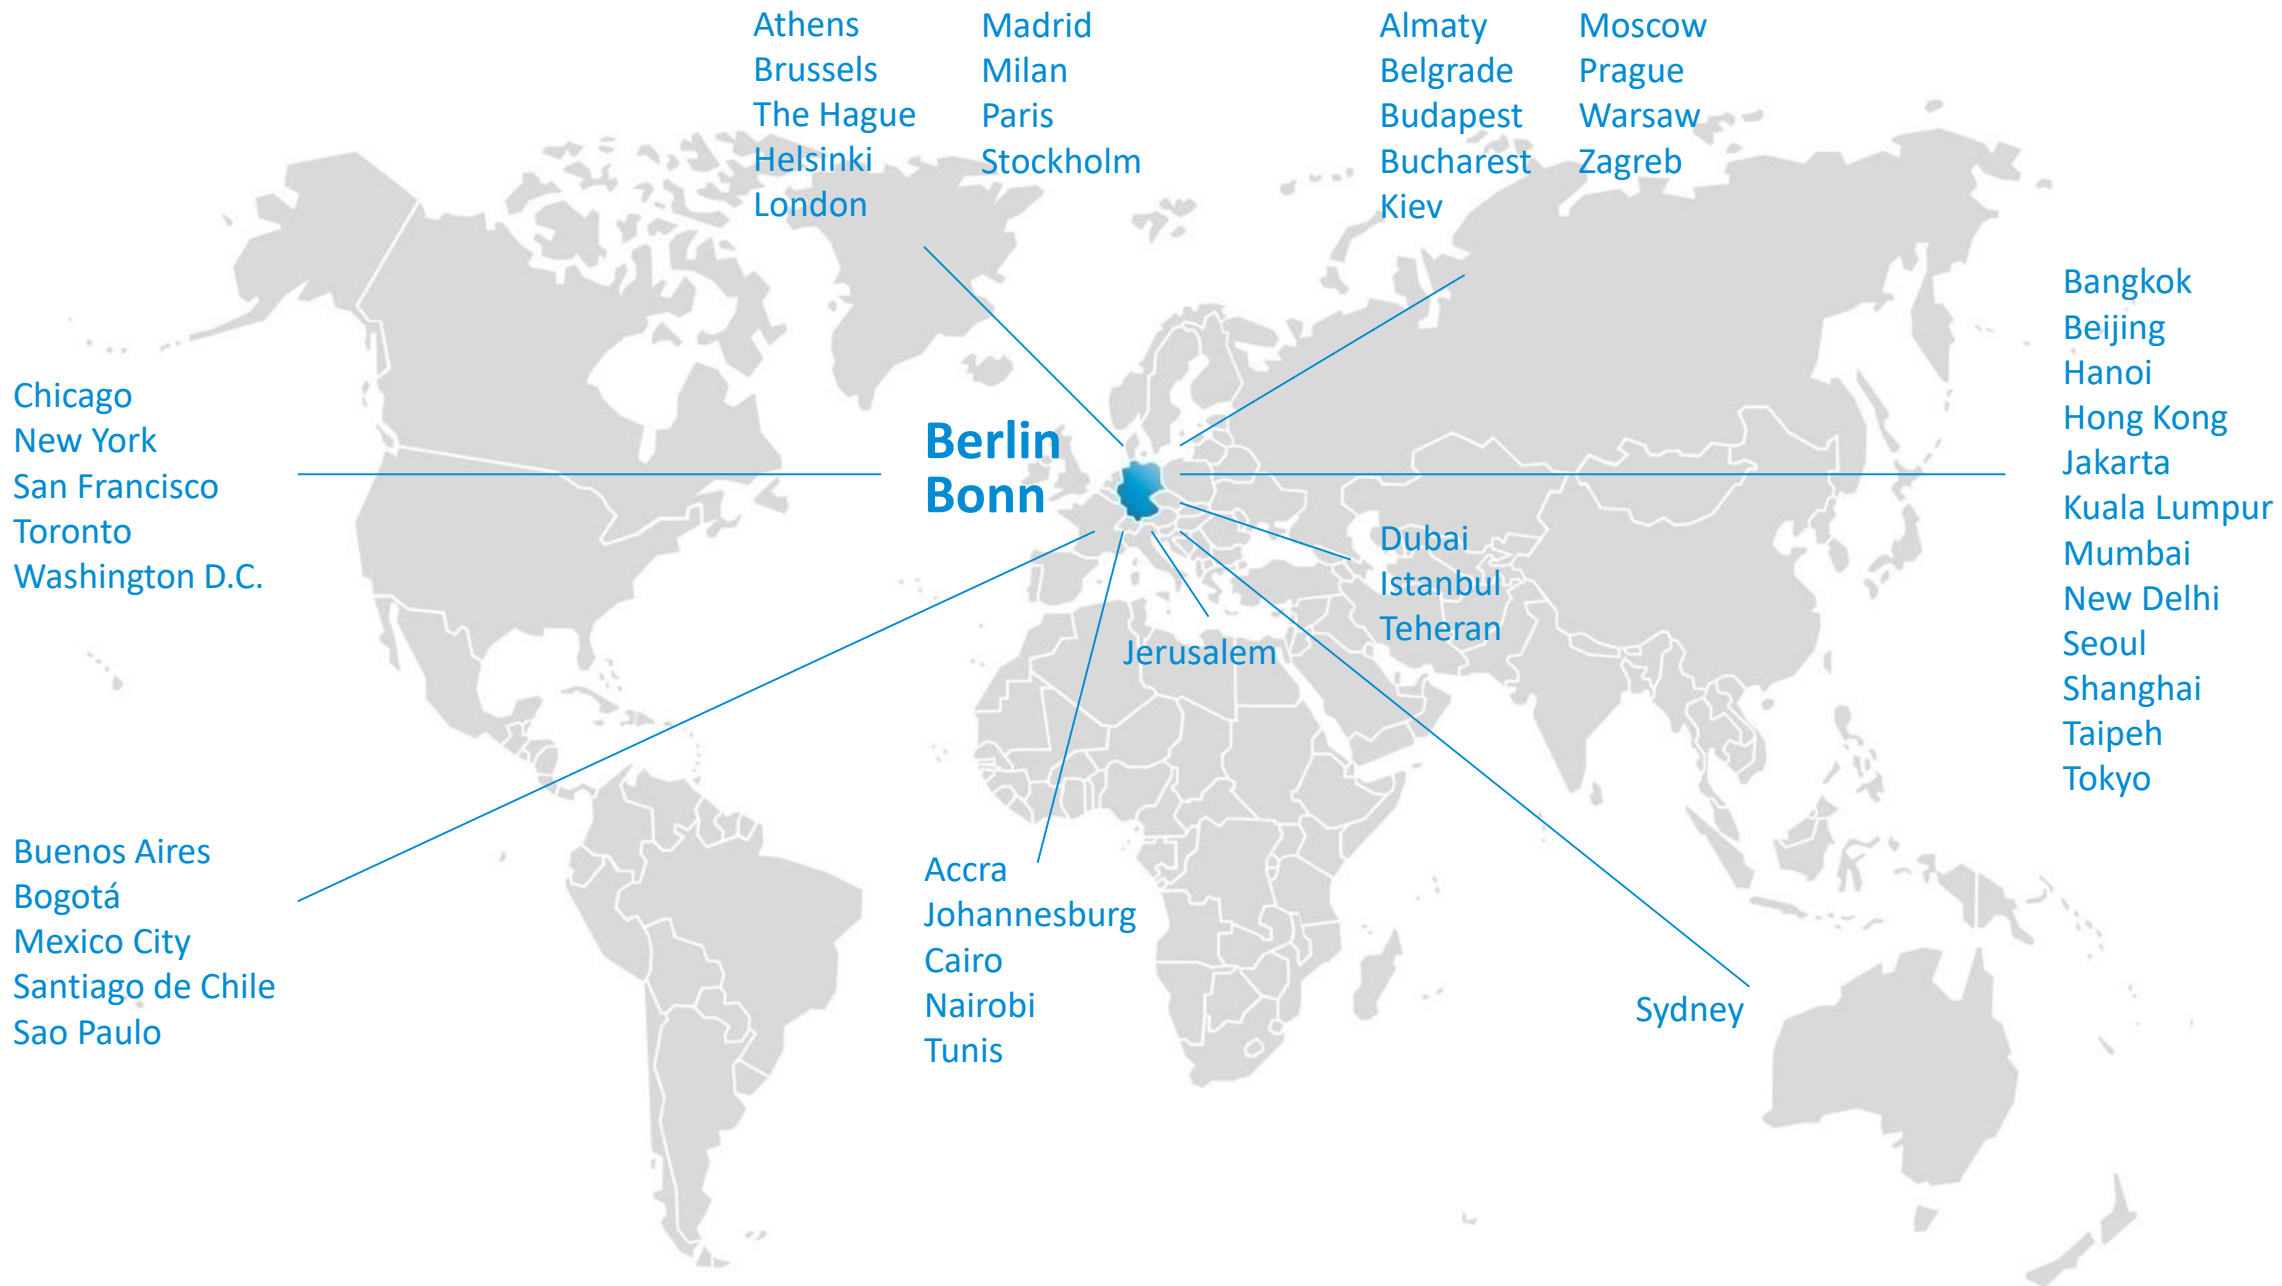 Athens
Brussels
The Hague
Helsinki
London
Madrid
Milan
Paris
Stockholm
Almaty
Belgrade
Budapest
Bucharest
Kiev
Moscow
Prague
Warsaw
Zagreb
Chicago
New York
San Francisco
Toronto
Washington D.C.
Berlin
Bonn
Bangkok
Beijing
Hanoi
Hong Kong
Jakarta
Kuala Lumpur
Mumbai
New Delhi
Seoul
Shanghai
Taipeh
Tokyo
Dubai
Istanbul
Teheran
Jerusalem
Buenos Aires
Bogotá
Mexico City
Santiago de Chile
Sao Paulo
Accra
Johannesburg
Cairo
Nairobi
Tunis
Sydney